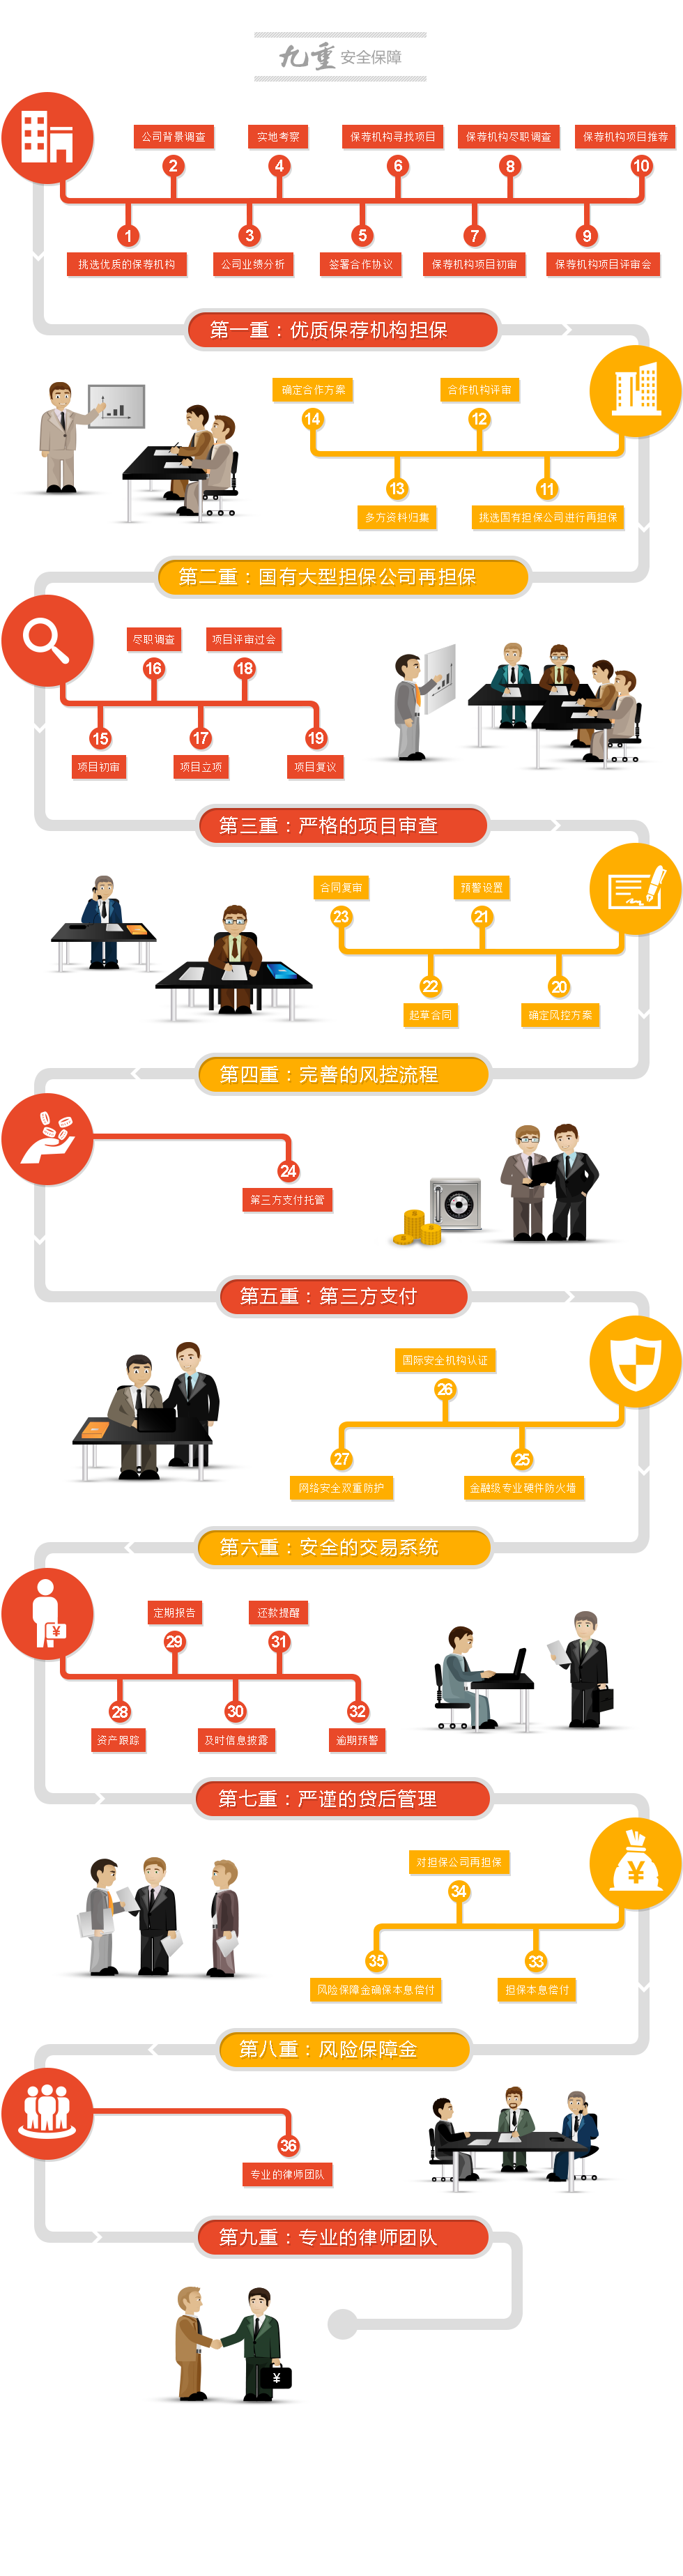 九重 安全保障
公司背景调查
实地考察
保荐机构寻找项目
保荐机构尽职调查
保荐机构项目推荐
2
4
6
8
10
1
3
5
7
9
挑选优质的保荐机构
公司业绩分析
签署合作协议
保荐机构项目初审
保荐机构项目评审会
第一重：优质保荐机构担保
确定合作方案
合作机构评审
14
12
13
11
多方资料归集
挑选国有担保公司进行再担保
第二重：国有大型担保公司再担保
尽职调查
项目评审过会
16
18
15
17
19
项目初审
项目立项
项目复议
第三重：严格的项目审查
合同复审
预警设置
23
21
22
20
起草合同
确定风控方案
第四重：完善的风控流程
24
第三方支付托管
第五重：第三方支付
国际安全机构认证
26
27
25
网络安全双重防护
金融级专业硬件防火墙
第六重：安全的交易系统
定期报告
还款提醒
29
31
¥
28
30
32
资产跟踪
及时信息披露
逾期预警
第七重：严谨的贷后管理
对担保公司再担保
34
¥
35
33
风险保障金确保本息偿付
担保本息偿付
第八重：风险保障金
36
专业的律师团队
第九重：专业的律师团队
¥